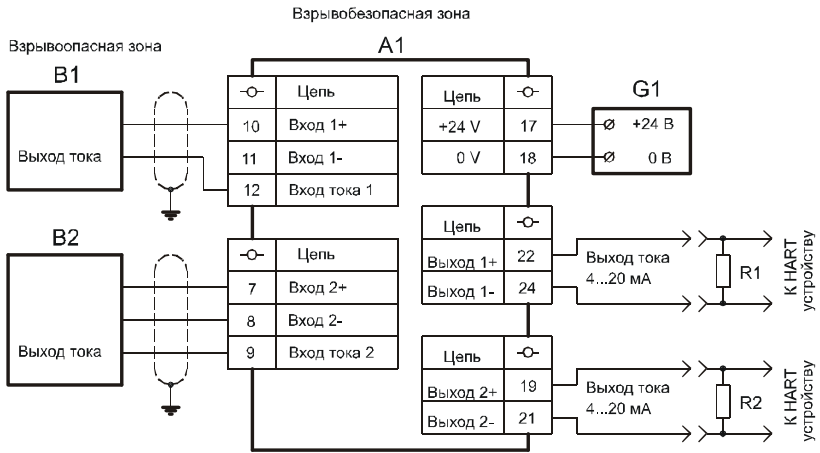 Взрывобезопасная зона
Взрывоопасная зона
A1
B1
Выход тока
Цепь
10 Вход 1+
11 Вход 1-
12 Вход тока 1
B2
Выход тока
Цепь
7 Вход 2+
8 Вход 2-
9 Вход тока 2
Цепь
+24 V 17
0 V 18
G1
+24 В
0 В
Цепь
Выход 1+ 22
Выход 1- 24
Выход тока
4...20 мА
R1
К HART
устройству
Цепь
Выход 2+ 19
Выход 2- 21
Выход тока
4...20 мА
R2
К HART
устройству